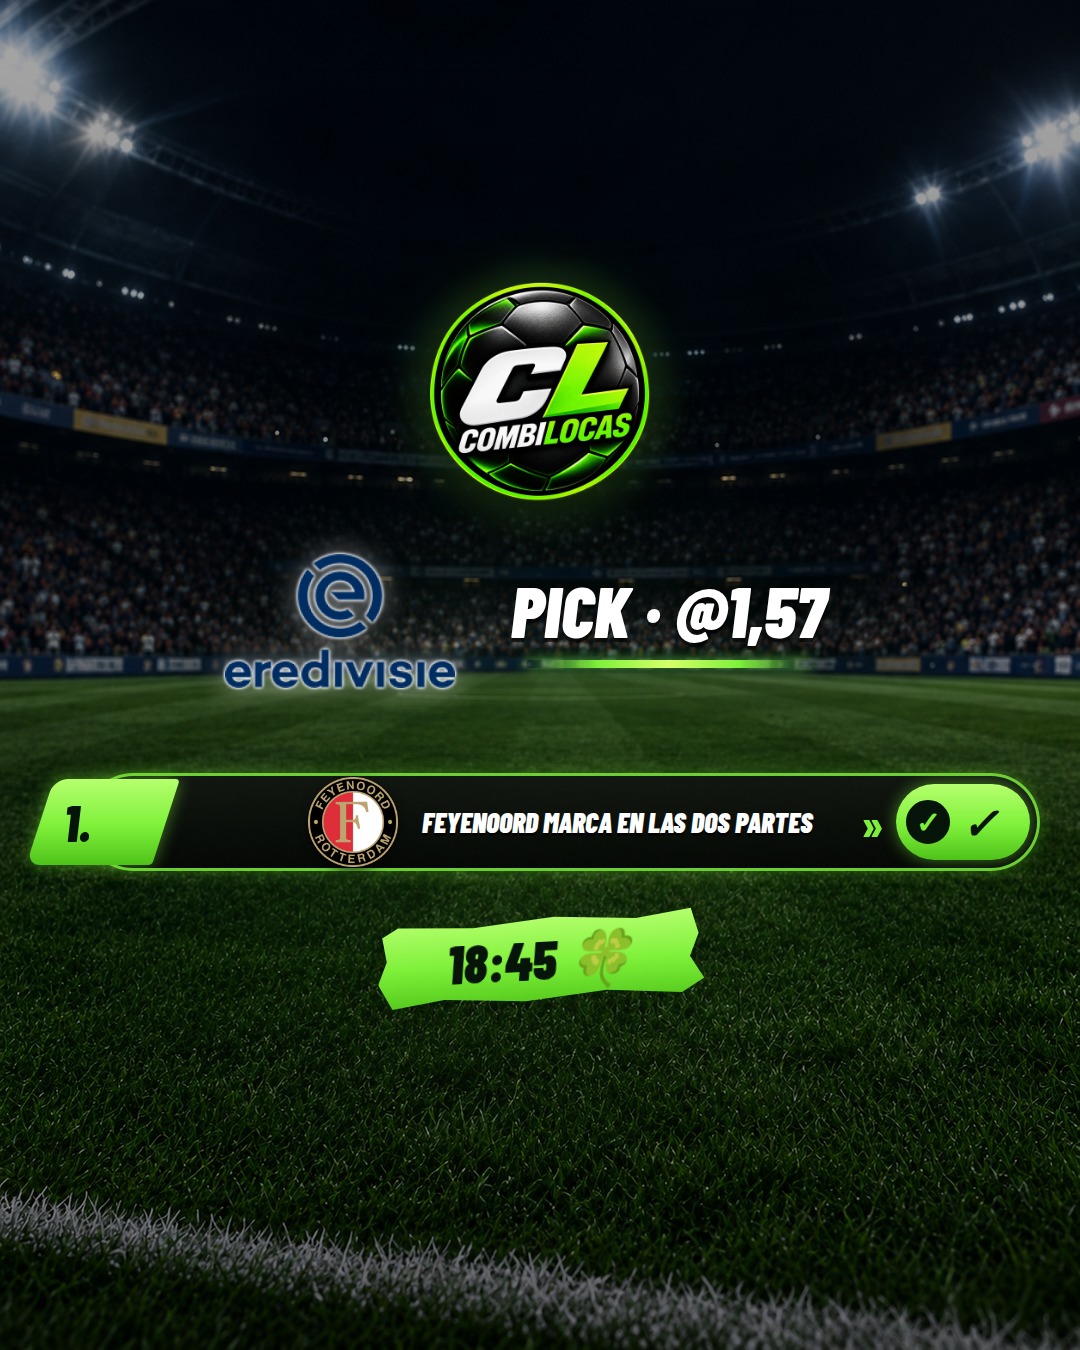 CL
COMBILOCAS
eredivisie
PICK · @1,57
1.
FEYENOORD ROTTERDAM
F
FEYENOORD MARCA EN LAS DOS PARTES
» ✓ ✓
18:45 🍀